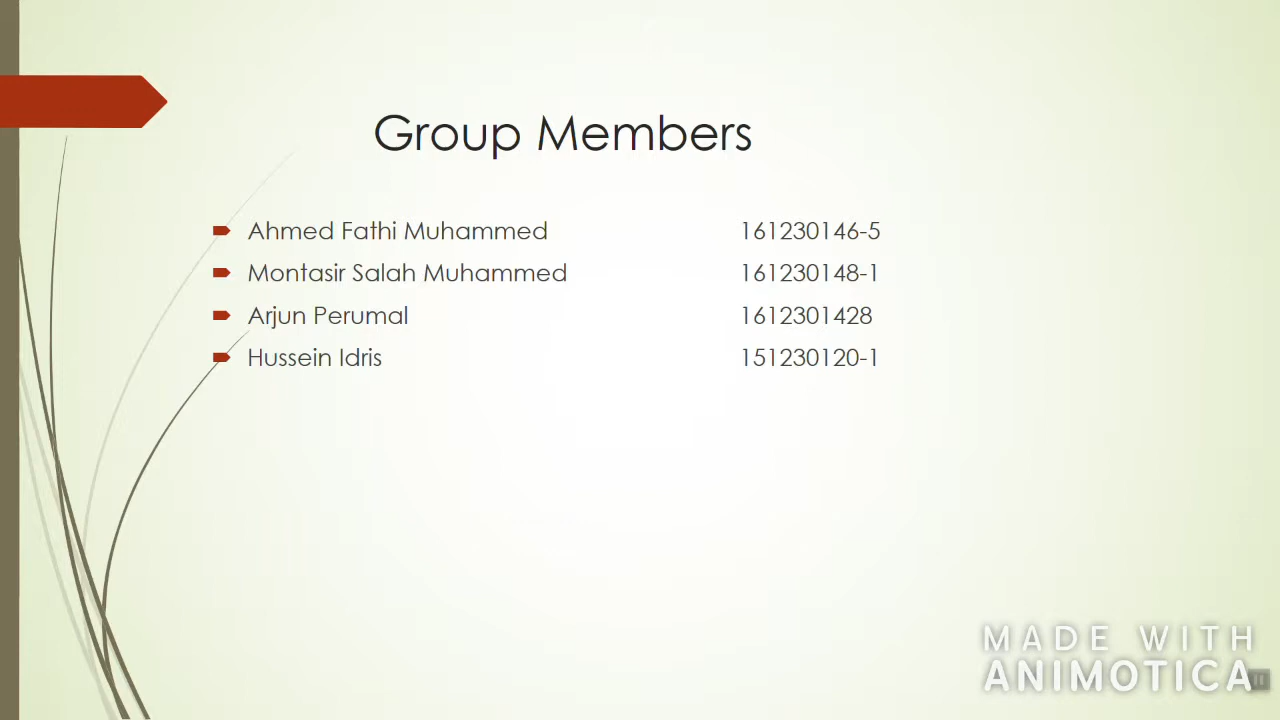 Group Members
Ahmed Fathi Muhammed 161230146-5
Montasir Salah Muhammed 161230148-1
Arjun Perumal 1612301428
Hussein Idris 151230120-1
MADE WITH
ANIMOTICA